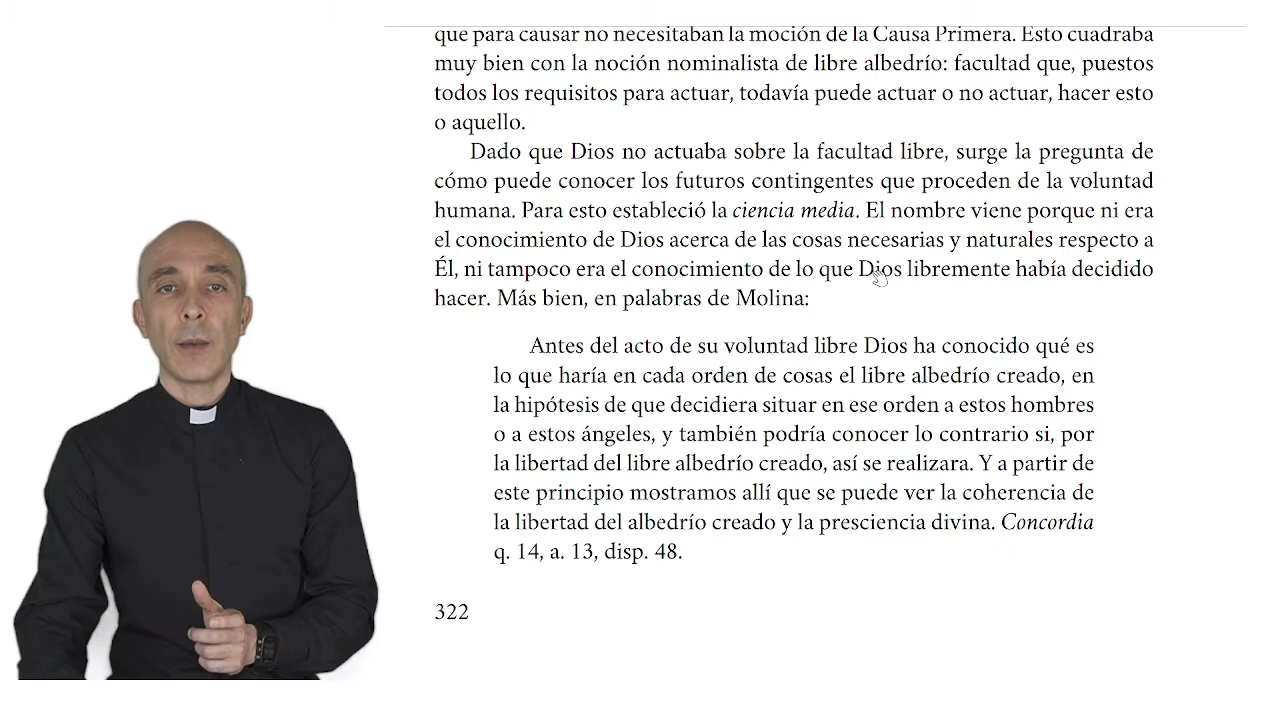 que para causar no necesitaban la moción de la Causa Primera. Esto cuadraba
muy bien con la noción nominalista de libre albedrío: facultad que, puestos
todos los requisitos para actuar, todavía puede actuar o no actuar, hacer esto
o aquello.
Dado que Dios no actuaba sobre la facultad libre, surge la pregunta de
cómo puede conocer los futuros contingentes que proceden de la voluntad
humana. Para esto estableció la ciencia media. El nombre viene porque ni era
el conocimiento de Dios acerca de las cosas necesarias y naturales respecto a
Él, ni tampoco era el conocimiento de lo que Dios libremente había decidido
hacer. Más bien, en palabras de Molina:
Antes del acto de su voluntad libre Dios ha conocido qué es
lo que haría en cada orden de cosas el libre albedrío creado, en
la hipótesis de que decidiera situar en ese orden a estos hombres
o a estos ángeles, y también podría conocer lo contrario si, por
la libertad del libre albedrío creado, así se realizara. Y a partir de
este principio mostramos allí que se puede ver la coherencia de
la libertad del albedrío creado y la presciencia divina. Concordia
q. 14, a. 13, disp. 48.
322